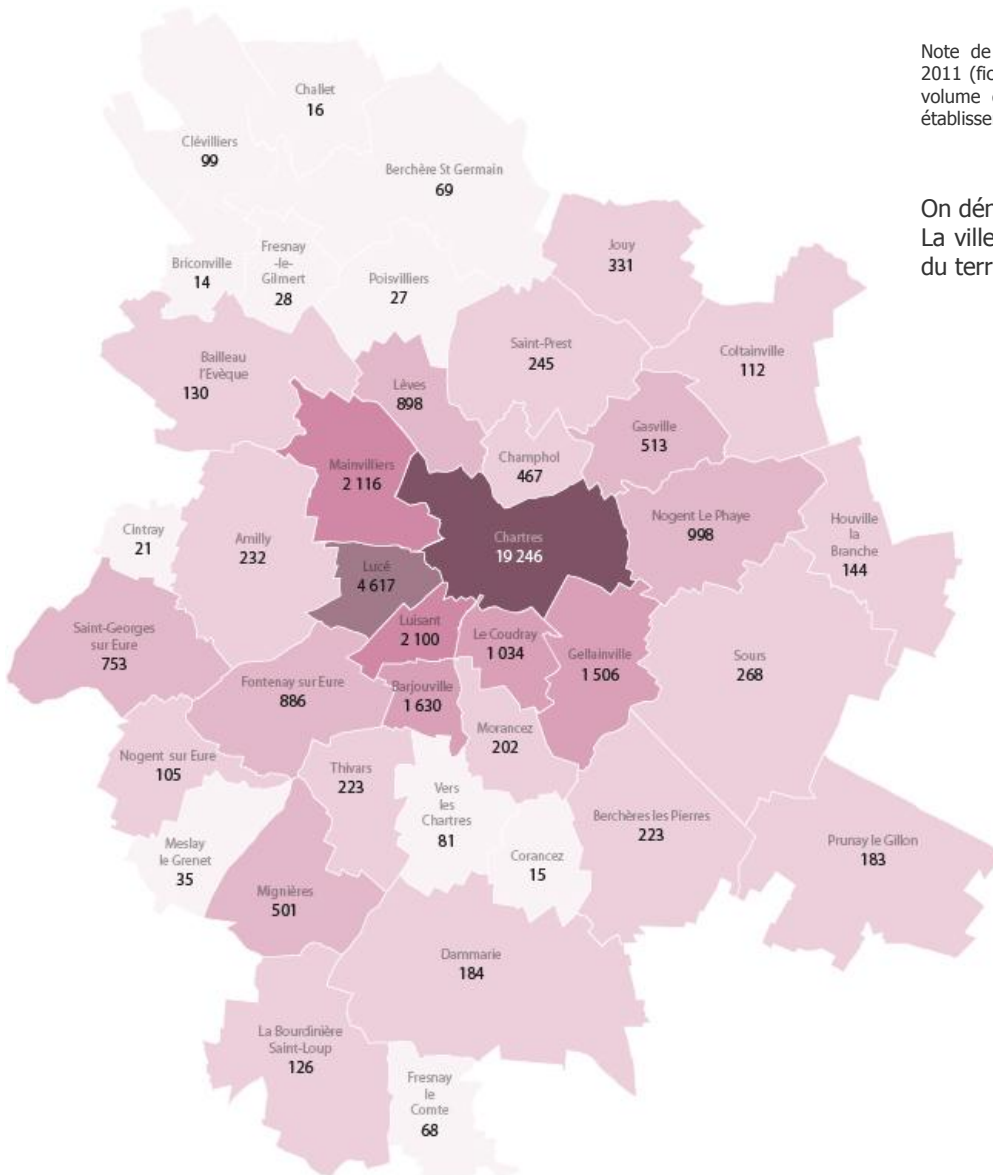 Note de
2011 (fic
volume
établisse
On dén
La ville
du terr
Challet
16
Clévilliers
99
Berchère St Germain
69
Jouy
331
Briconville
14
Fresnay
-le-
Gilmert
28
Poisvilliers
27
Saint-Prest
245
Coltainville
112
Bailleau
l'Evèque
130
Lèves
898
Gasville
513
Champhol
467
Mainvilliers
2 116
Nogent Le Phaye
998
Houville
la
Branche
144
Cintray
21
Amilly
232
Chartres
19 246
Lucé
4 617
Saint-Georges
sur Eure
753
Luisant
2 100
Le Coudray
1 034
Gellainville
1 506
Sours
268
Fontenay sur Eure
886
Barjouville
1 630
Morancez
202
Nogent sur Eure
105
Thivars
223
Vers
les
Chartres
81
Berchères les Pierres
223
Prunay le Gillon
183
Meslay
le Grenet
35
Corancez
15
Mignières
501
Dammarie
184
La Bourdinière
Saint-Loup
126
Fresnay
le
Comte
68